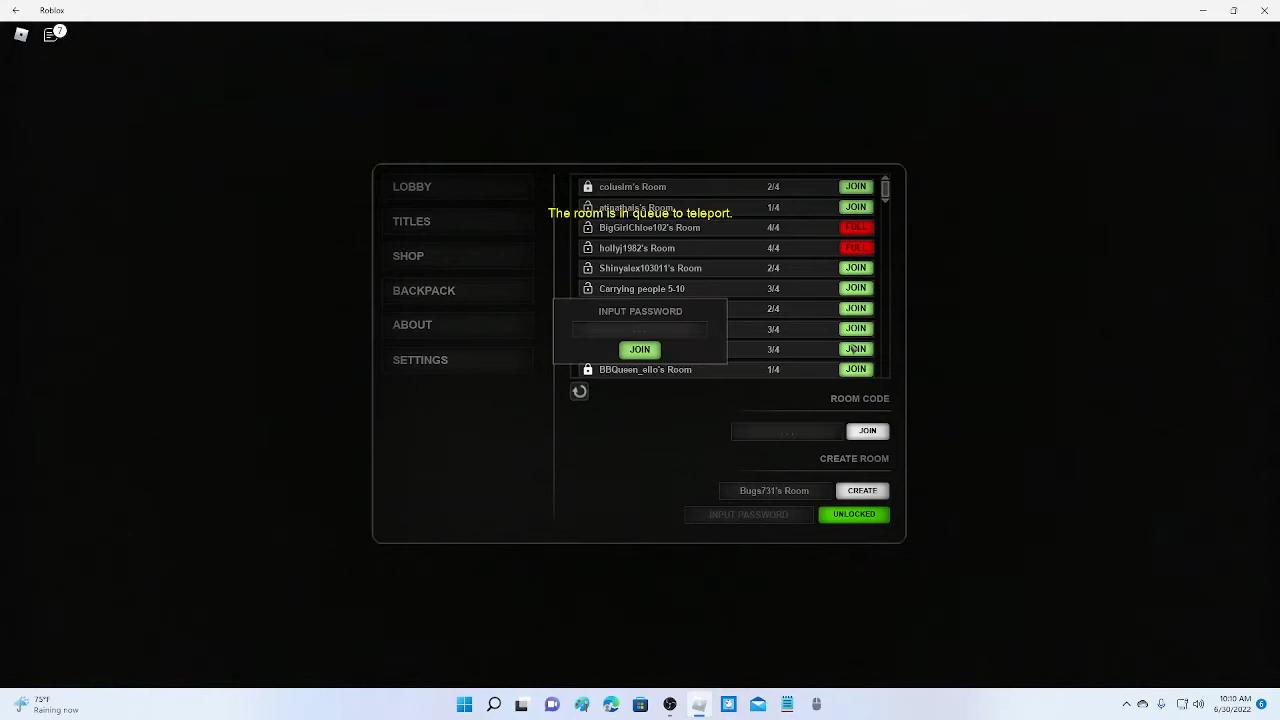 Roblox
7
LOBBY
TITLES
SHOP
BACKPACK
ABOUT
SETTINGS
colusim's Room 2/4 JOIN
1/4 JOIN
The room is in queue to teleport.
BigGirlChloe102's Room 4/4 FULL
hollyj1982's Room 4/4 FULL
Shinyalex103011's Room 2/4 JOIN
Carrying people 5-10 3/4 JOIN
2/4 JOIN
3/4 JOIN
3/4 JOIN
BBQueen_ello's Room 1/4 JOIN
INPUT PASSWORD
...
JOIN
ROOM CODE
... JOIN
CREATE ROOM
Bugs731's Room CREATE
INPUT PASSWORD UNLOCKED
75°F
Raining now
10:10 AM
6/30/2022
6